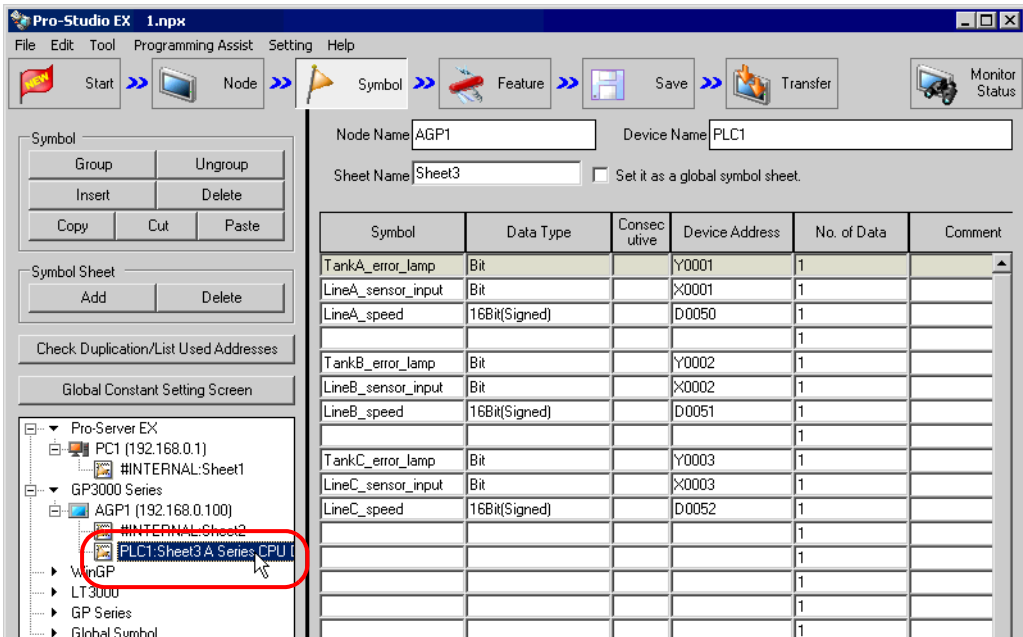 Pro-Studio EX 1.npx
File Edit Tool Programming Assist Setting Help
NEW Start Node Symbol Feature Save Transfer Monitor Status
Symbol
Group Ungroup
Insert Delete
Copy Cut Paste
Symbol Sheet
Add Delete
Check Duplication/List Used Addresses
Global Constant Setting Screen
Pro-Server EX
PC1 (192.168.0.1)
#INTERNAL:Sheet1
GP3000 Series
AGP1 (192.168.0.100)
#INTERNAL:Sheet2
PLC1:Sheet3 A Series CPU D
WinGP
LT3000
GP Series
Global Symbol
Node Name AGP1 Device Name PLC1
Sheet Name Sheet3 Set it as a global symbol sheet.
Symbol Data Type Consecutive Device Address No. of Data Comment
TankA_error_lamp Bit Y0001 1
LineA_sensor_input Bit X0001 1
LineA_speed 16Bit(Signed) D0050 1
1
TankB_error_lamp Bit Y0002 1
LineB_sensor_input Bit X0002 1
LineB_speed 16Bit(Signed) D0051 1
1
TankC_error_lamp Bit Y0003 1
LineC_sensor_input Bit X0003 1
LineC_speed 16Bit(Signed) D0052 1
1
1
1
1
1